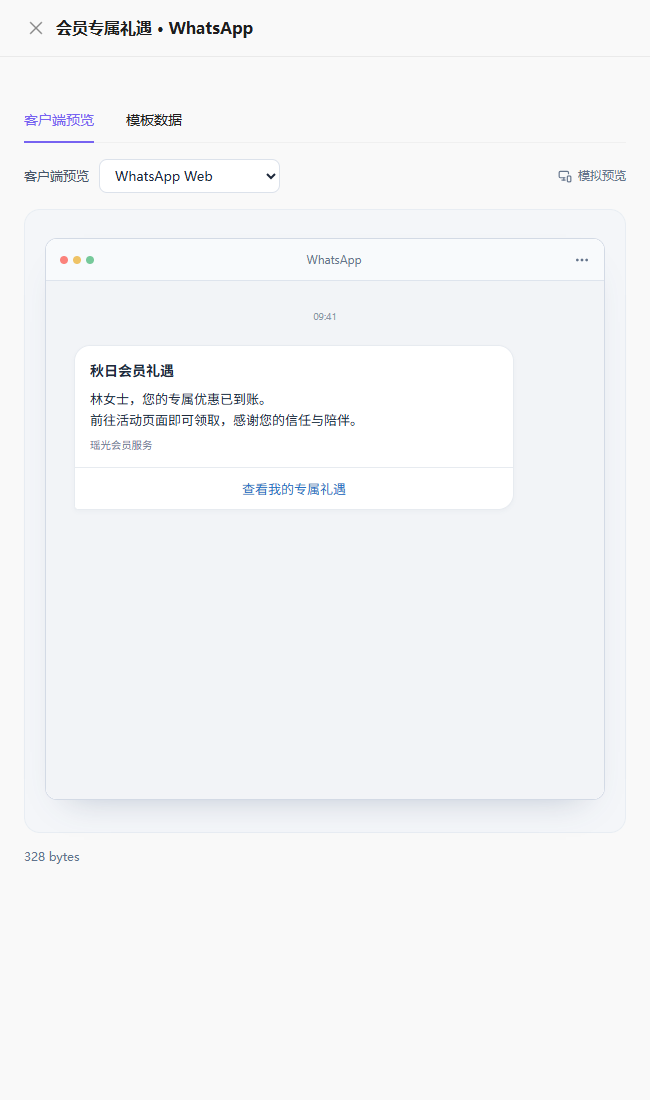 会员专属礼遇 • WhatsApp
客户端预览
模板数据
客户端预览
WhatsApp Web
模拟预览
WhatsApp
09:41
秋日会员礼遇
林女士，您的专属优惠已到账。
前往活动页面即可领取，感谢您的信任与陪伴。
瑶光会员服务
查看我的专属礼遇
328 bytes